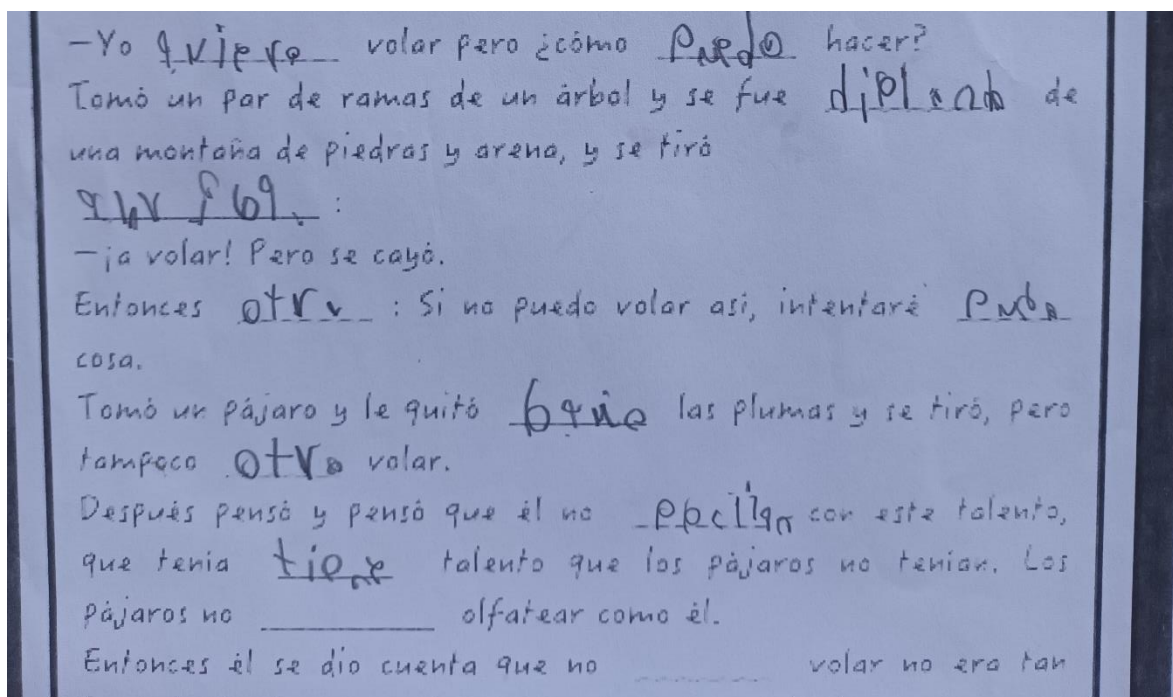 -Yo qviere volar pero ¿cómo puedo hacer?
Tomó un par de ramas de un árbol y se fue de
una montaña de piedras y arena, y se tiró
:
-¡a volar! Pero se cayó.
Entonces otrv : Si no puedo volar así, intentaré
cosa.
Tomó un pájaro y le quitó las plumas y se tiró, pero
tampoco otro volar.
Después pensó y pensó que él no con este talento,
que tenía tiene talento que los pájaros no tenían. Los
pájaros no olfatear como él.
Entonces él se dio cuenta que no volar no era tan